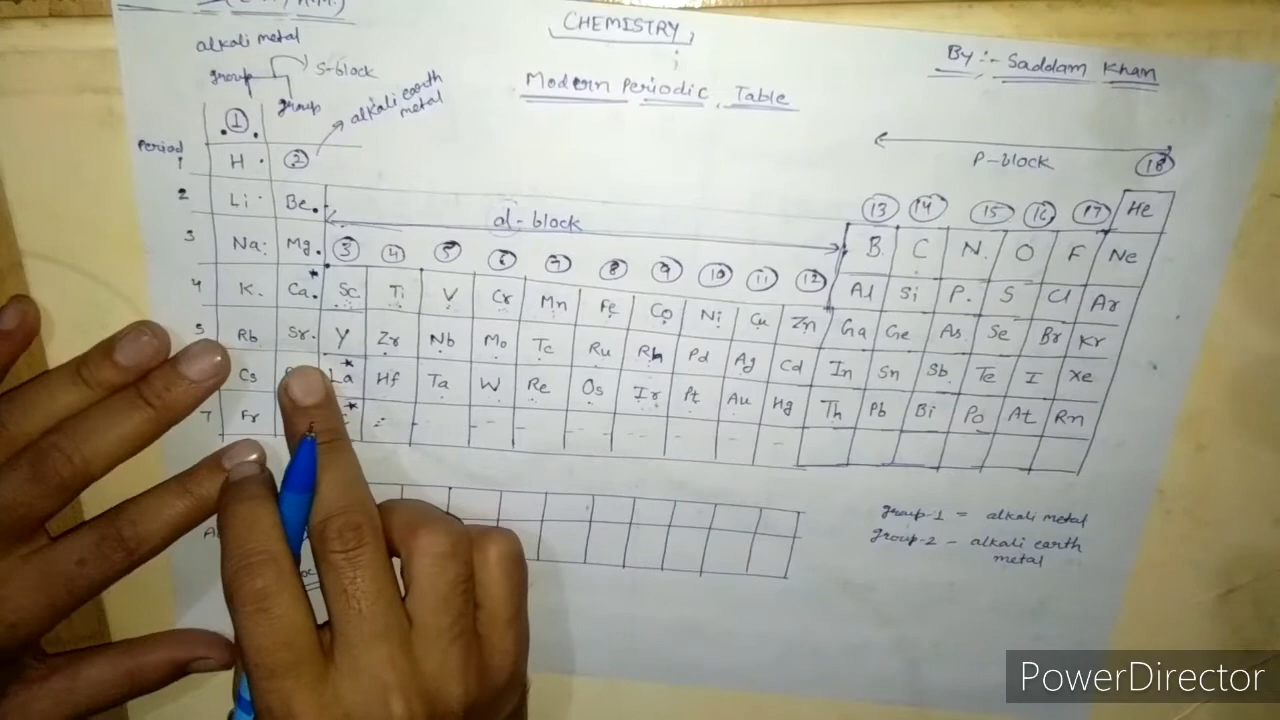 CHEMISTRY
By :- Saddam Khan
Modern Periodic Table
alkali metal
group
S-block
group
alkali earth
metal
P-block
d-block
Period
1 2 18
13 14 15 16 17
3 4 5 6 7 8 9 10 11 12
1 H He
2 Li Be B C N O F Ne
3 Na Mg Al Si P S Cl Ar
4 K Ca* Sc Ti V Cr Mn Fe Co Ni Cu Zn Ga Ge As Se Br Kr
5 Rb Sr Y Zr Nb Mo Tc Ru Rh Pd Ag Cd In Sn Sb Te I Xe
Cs La* Hf Ta W Re Os Ir Pt Au Hg Th Pb Bi Po At Rn
7 Fr *
group-1 = alkali metal
group-2 - alkali earth
metal
PowerDirector